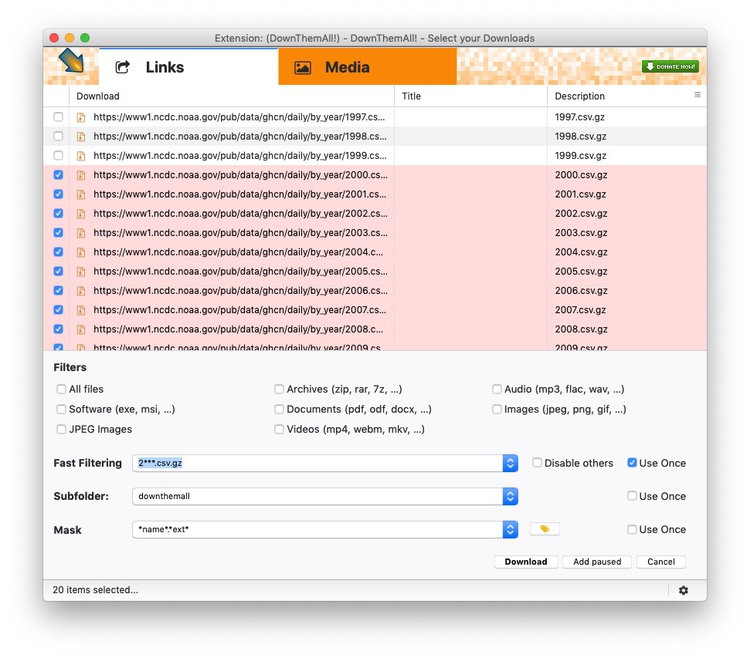 Extension: (DownThemAll!) - DownThemAll! - Select your Downloads
Links Media DONATE NOW!
Download Title Description
https://www1.ncdc.noaa.gov/pub/data/ghcn/daily/by_year/1997.cs... 1997.csv.gz
https://www1.ncdc.noaa.gov/pub/data/ghcn/daily/by_year/1998.cs... 1998.csv.gz
https://www1.ncdc.noaa.gov/pub/data/ghcn/daily/by_year/1999.cs... 1999.csv.gz
https://www1.ncdc.noaa.gov/pub/data/ghcn/daily/by_year/2000.cs... 2000.csv.gz
https://www1.ncdc.noaa.gov/pub/data/ghcn/daily/by_year/2001.cs... 2001.csv.gz
https://www1.ncdc.noaa.gov/pub/data/ghcn/daily/by_year/2002.cs... 2002.csv.gz
https://www1.ncdc.noaa.gov/pub/data/ghcn/daily/by_year/2003.cs... 2003.csv.gz
https://www1.ncdc.noaa.gov/pub/data/ghcn/daily/by_year/2004.c... 2004.csv.gz
https://www1.ncdc.noaa.gov/pub/data/ghcn/daily/by_year/2005.cs... 2005.csv.gz
https://www1.ncdc.noaa.gov/pub/data/ghcn/daily/by_year/2006.cs... 2006.csv.gz
https://www1.ncdc.noaa.gov/pub/data/ghcn/daily/by_year/2007.cs... 2007.csv.gz
https://www1.ncdc.noaa.gov/pub/data/ghcn/daily/by_year/2008.c... 2008.csv.gz
https://www1.ncdc.noaa.gov/pub/data/ghcn/daily/by_year/2009.cs... 2009.csv.gz
Filters
All files Archives (zip, rar, 7z, ...) Audio (mp3, flac, wav, ...)
Software (exe, msi, ...) Documents (pdf, odf, docx, ...) Images (jpeg, png, gif, ...)
JPEG Images Videos (mp4, webm, mkv, ...)
Fast Filtering 2***.csv.gz Disable others Use Once
Subfolder: downthemall Use Once
Mask *name*.*ext* Use Once
Download Add paused Cancel
20 items selected...